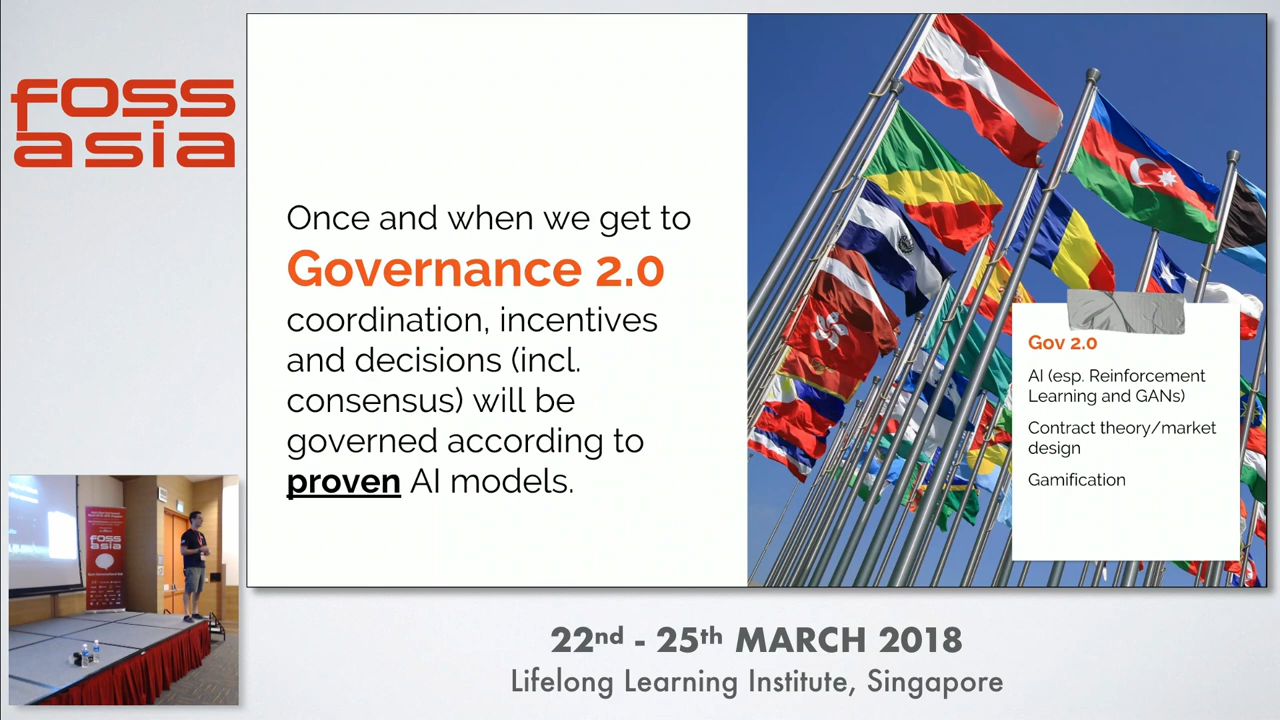 foss
asia
Once and when we get to
Governance 2.0
coordination, incentives
and decisions (incl.
consensus) will be
governed according to
proven AI models.
Gov 2.0
AI (esp. Reinforcement
Learning and GANs)
Contract theory/market
design
Gamification
foss
asia
22nd - 25th MARCH 2018
Lifelong Learning Institute, Singapore